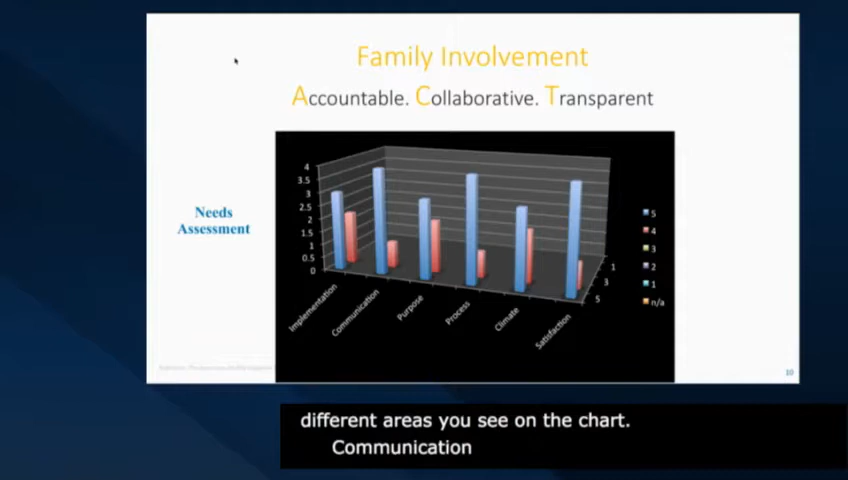 Family Involvement
Accountable. Collaborative. Transparent
Needs
Assessment
4
3.5
3
2.5
2
1.5
1
0.5
0
Implementation
Communication
Purpose
Process
Climate
Satisfaction
1
3
5
5
4
3
2
1
n/a
10
different areas you see on the chart.
Communication